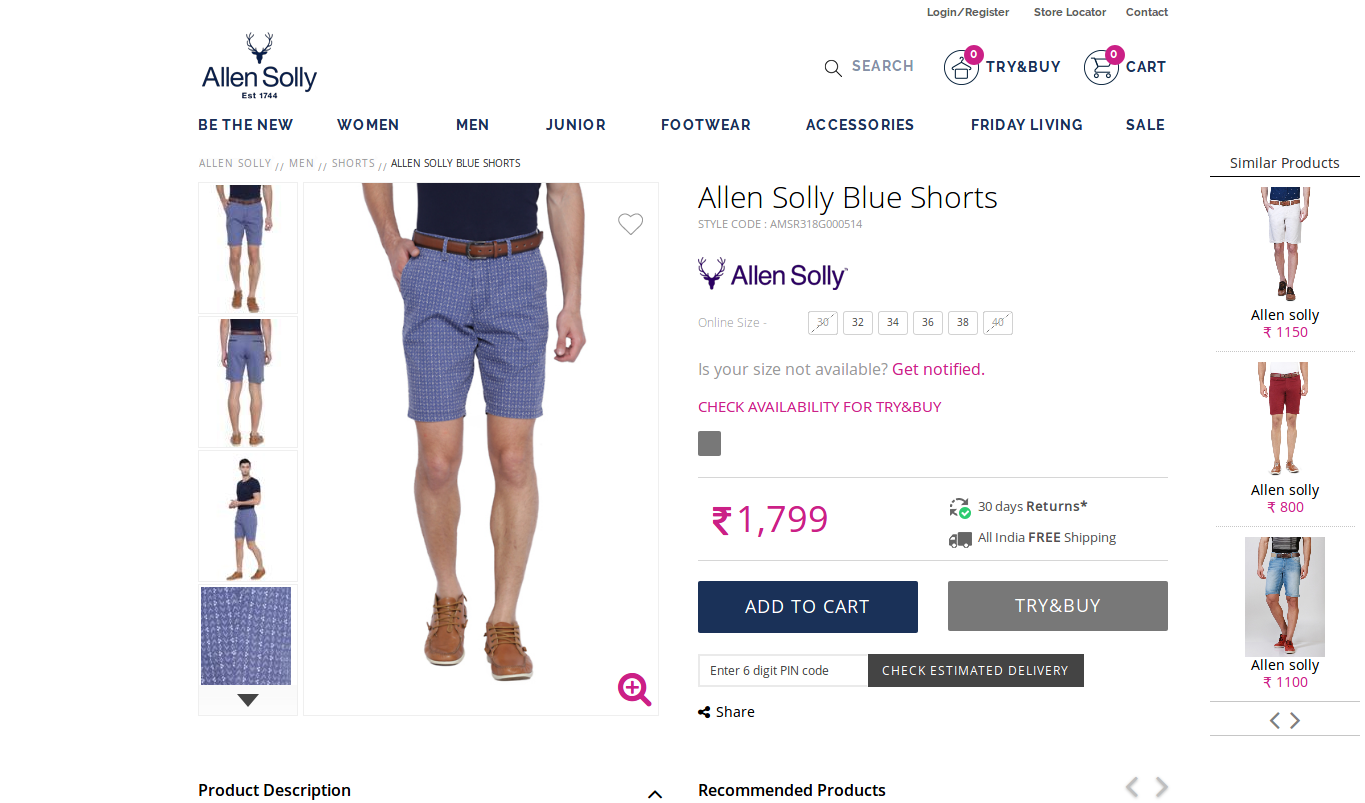 Login/Register Store Locator Contact
Allen Solly
Est 1744
SEARCH 0 TRY&BUY 0 CART
BE THE NEW WOMEN MEN JUNIOR FOOTWEAR ACCESSORIES FRIDAY LIVING SALE
ALLEN SOLLY // MEN // SHORTS // ALLEN SOLLY BLUE SHORTS
Allen Solly Blue Shorts
STYLE CODE : AMSR318G000514
Allen Solly™
Online Size - 30 32 34 36 38 40
Is your size not available? Get notified.
CHECK AVAILABILITY FOR TRY&BUY
₹1,799
30 days Returns*
All India FREE Shipping
ADD TO CART TRY&BUY
Enter 6 digit PIN code CHECK ESTIMATED DELIVERY
Share
Similar Products
Allen solly
₹ 1150
Allen solly
₹ 800
Allen solly
₹ 1100
Product Description Recommended Products